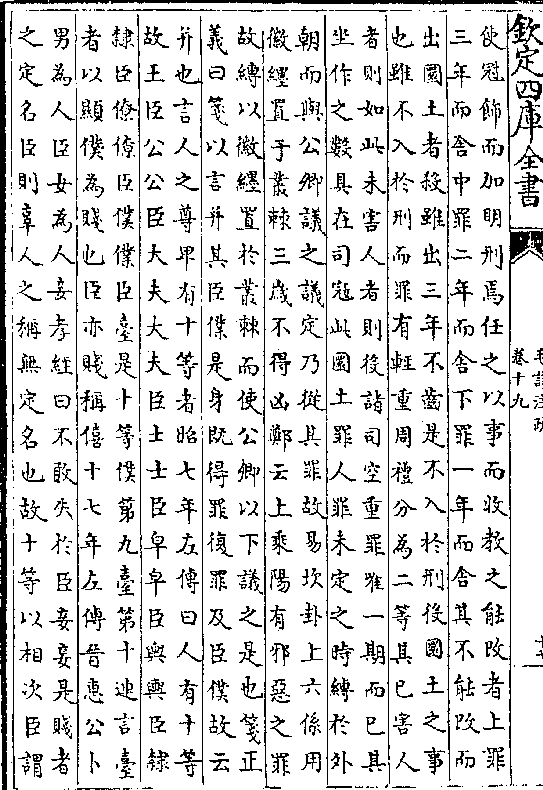 欽定四庫全書
毛詩注疏
卷十九
使冠飾而加明刑焉任之以事而收教之能改者上罪
三年而舍中罪二年而舍下罪一年而舍其不能改而
出圜土者殺雖出三年不齒是不入於刑役圜土之事
也雖不入於刑而罪有輕重周禮分為二等其已害人
者則如此未害人者則役諸司空重罪唯一期而已其
坐作之數具在司冦此圜土罪人罪未定之時縛於外
朝而與公卿議之議定乃從其罪故易坎卦上六係用
徽纆置于叢棘三歲不得凶鄭云上乘陽有邪惡之罪
故縛以徽纆置於叢棘而使公卿以下議之是也箋正
義曰箋以言并其臣僕是身既得罪復罪及臣僕故云
并也言人之尊卑有十等者昭七年左傳曰人有十等
故王臣公公臣大夫大夫臣士士臣皁皁臣輿輿臣隸
隸臣僚僚臣僕僕臣臺是十等僕第九臺第十連言臺
者以顯僕為賤也臣亦賤稱僖十七年左傳晉惠公卜
男為人臣女為人妾孝經曰不敢失於臣妾妾是賤者
之定名臣則事人之稱無定名也故十等以相次臣謂